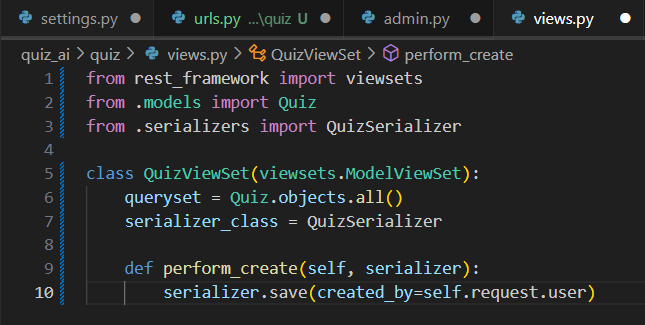 settings.py urls.py ...\quiz U admin.py views.py
quiz_ai > quiz > views.py > QuizViewSet > perform_create
1 from rest_framework import viewsets
2 from .models import Quiz
3 from .serializers import QuizSerializer
4
5 class QuizViewSet(viewsets.ModelViewSet):
6     queryset = Quiz.objects.all()
7     serializer_class = QuizSerializer
8
9     def perform_create(self, serializer):
10         serializer.save(created_by=self.request.user)